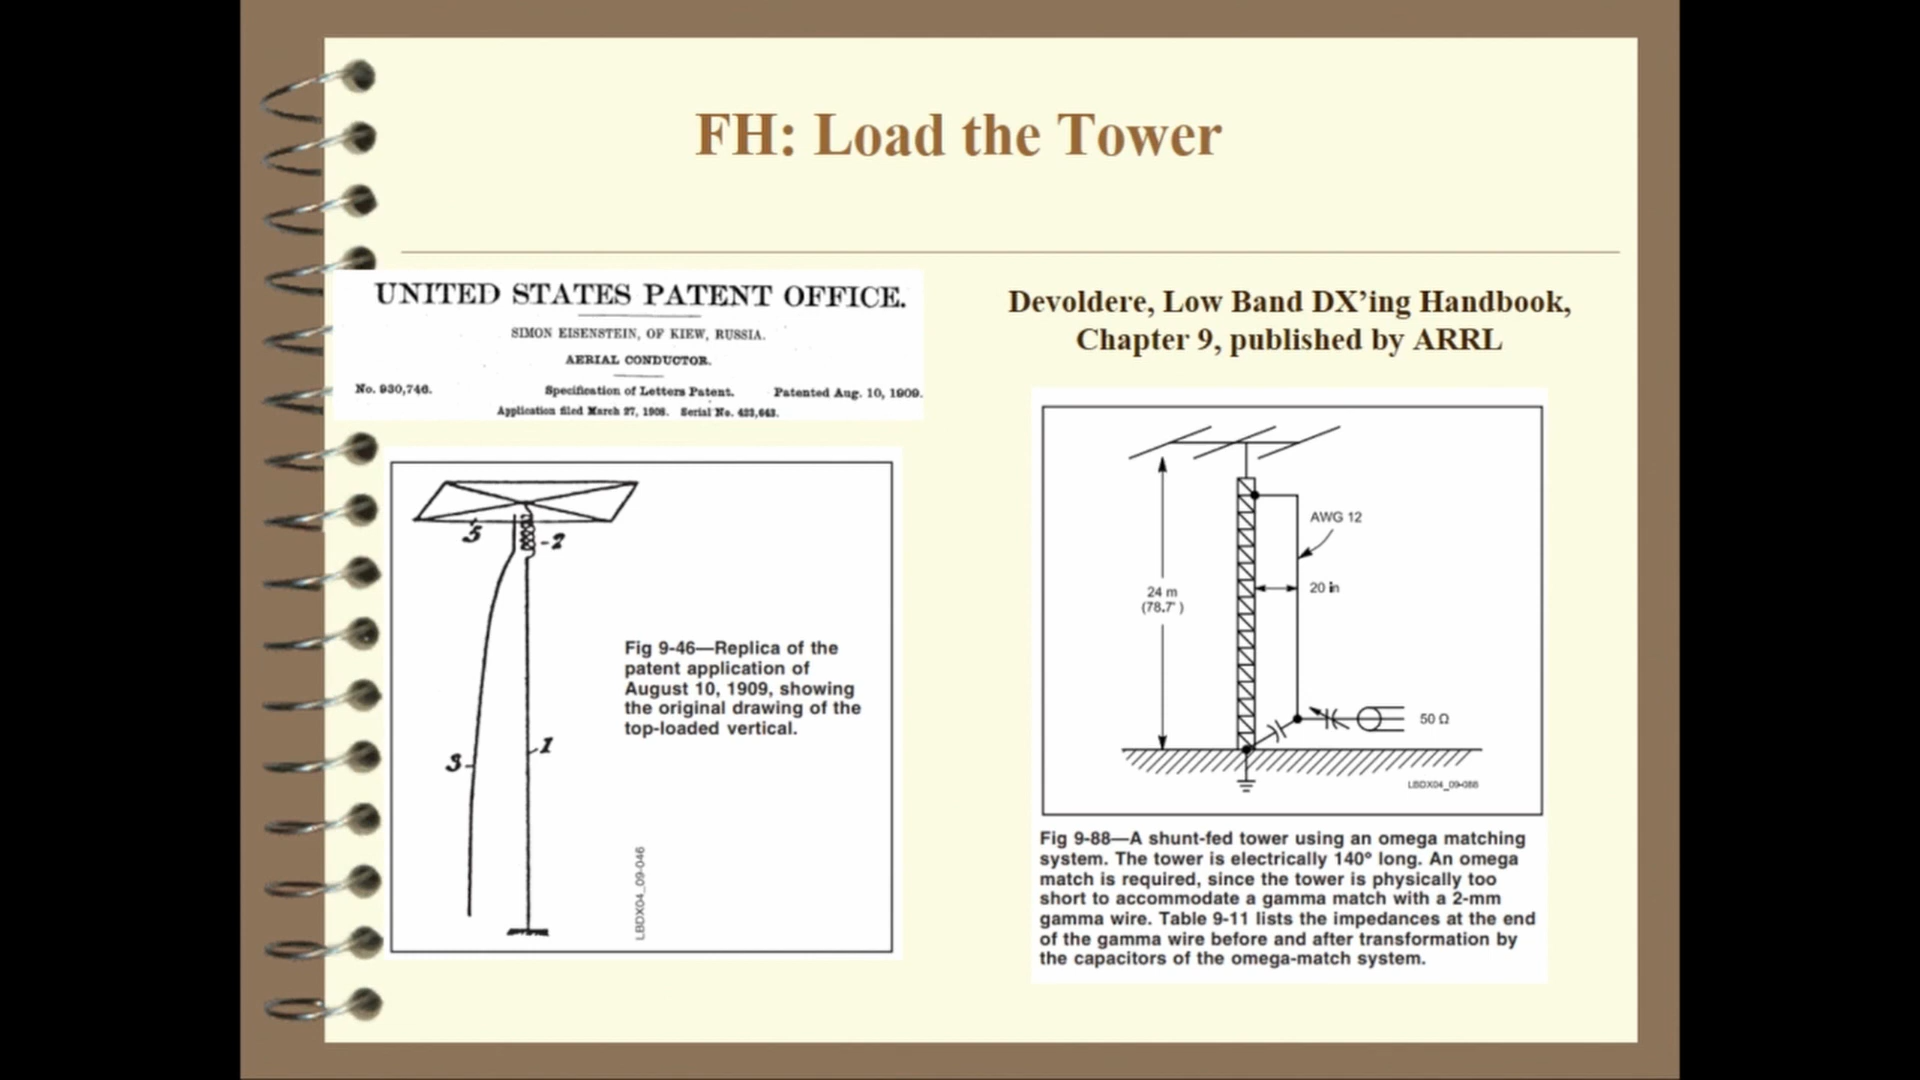 FH: Load the Tower
UNITED STATES PATENT OFFICE.
SIMON EISENSTEIN, OF KIEW, RUSSIA.
AERIAL CONDUCTOR.
No. 930,746.
Specification of Letters Patent.
Patented Aug. 10, 1909.
Application filed March 27, 1908. Serial No. 423,643.
5
-2
3
1
Fig 9-46—Replica of the
patent application of
August 10, 1909, showing
the original drawing of the
top-loaded vertical.
LBDX04_09-046
Devoldere, Low Band DX’ing Handbook,
Chapter 9, published by ARRL
AWG 12
24 m
(78.7')
20 in
50 Ω
LBDX04_09-088
Fig 9-88—A shunt-fed tower using an omega matching
system. The tower is electrically 140° long. An omega
match is required, since the tower is physically too
short to accommodate a gamma match with a 2-mm
gamma wire. Table 9-11 lists the impedances at the end
of the gamma wire before and after transformation by
the capacitors of the omega-match system.